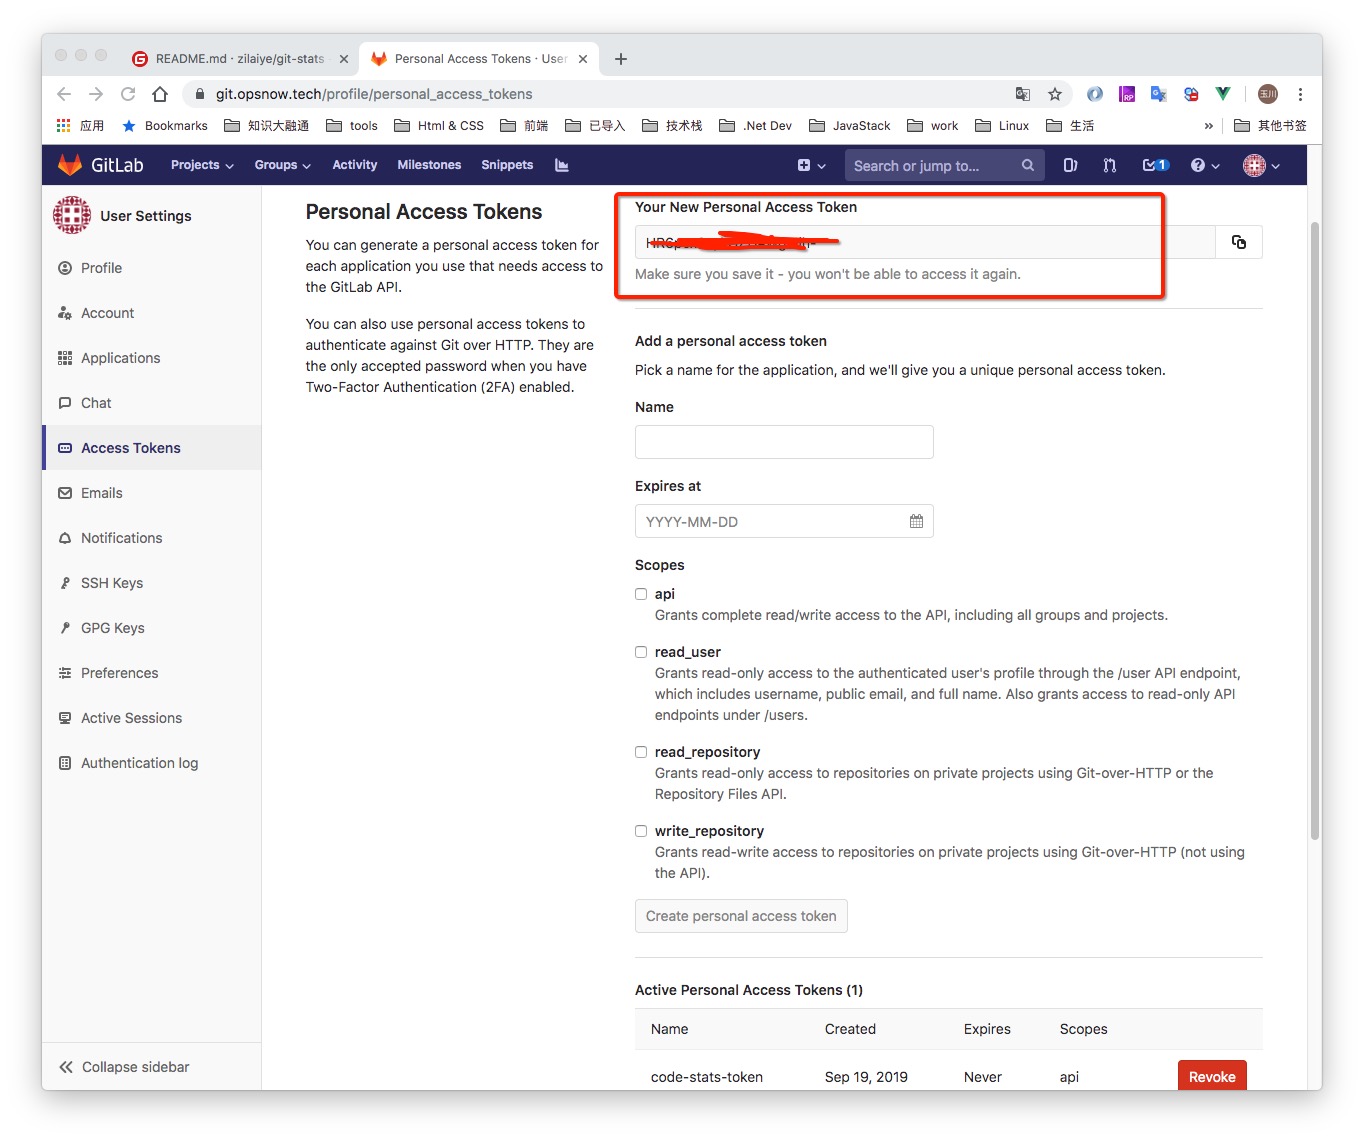 README.md · zilaiye/git-stats
Personal Access Tokens · User
git.opsnow.tech/profile/personal_access_tokens
应用 Bookmarks 知识大融通 tools Html & CSS 前端 已导入 技术栈 .Net Dev JavaStack work Linux 生活 » 其他书签
GitLab Projects Groups Activity Milestones Snippets Search or jump to... 1
User Settings
Profile
Account
Applications
Chat
Access Tokens
Emails
Notifications
SSH Keys
GPG Keys
Preferences
Active Sessions
Authentication log
Collapse sidebar
Personal Access Tokens
You can generate a personal access token for
each application you use that needs access to
the GitLab API.
You can also use personal access tokens to
authenticate against Git over HTTP. They are
the only accepted password when you have
Two-Factor Authentication (2FA) enabled.
Your New Personal Access Token
Make sure you save it - you won't be able to access it again.
Add a personal access token
Pick a name for the application, and we'll give you a unique personal access token.
Name
Expires at
YYYY-MM-DD
Scopes
api
Grants complete read/write access to the API, including all groups and projects.
read_user
Grants read-only access to the authenticated user's profile through the /user API endpoint,
which includes username, public email, and full name. Also grants access to read-only API
endpoints under /users.
read_repository
Grants read-only access to repositories on private projects using Git-over-HTTP or the
Repository Files API.
write_repository
Grants read-write access to repositories on private projects using Git-over-HTTP (not using
the API).
Create personal access token
Active Personal Access Tokens (1)
Name Created Expires Scopes
code-stats-token Sep 19, 2019 Never api Revoke